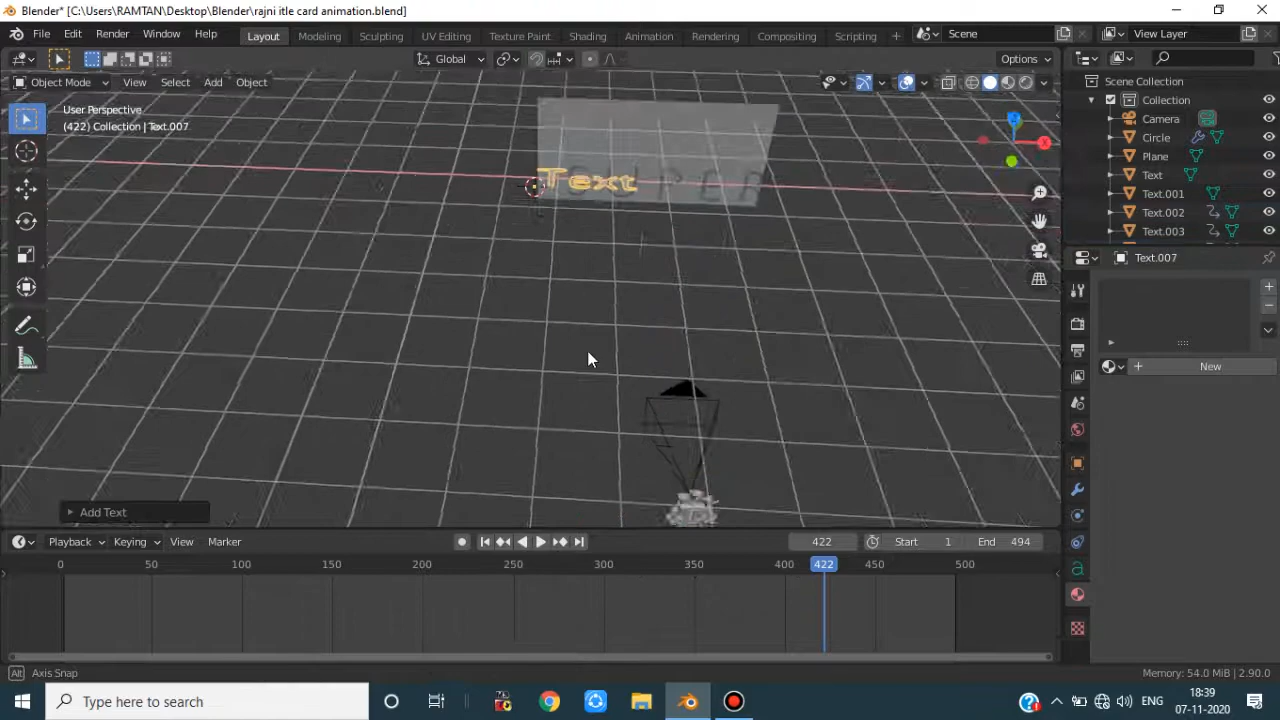 Blender* [C:\Users\RAMTAN\Desktop\Blender\rajni itle card animation.blend]
File Edit Render Window Help Layout Modeling Sculpting UV Editing Texture Paint Shading Animation Rendering Compositing Scripting + Scene View Layer
Global Options
Object Mode View Select Add Object
Scene Collection
User Perspective
(422) Collection | Text.007
Collection
Camera
Circle
Plane
Text
Text.001
Text.002
Text.003
Text
Text.007
New
Add Text
Playback Keying View Marker 422 Start 1 End 494
0 50 100 150 200 250 300 350 400 422 450 500
Alt Axis Snap Memory: 54.0 MiB | 2.90.0
Type here to search
ENG
18:39
07-11-2020